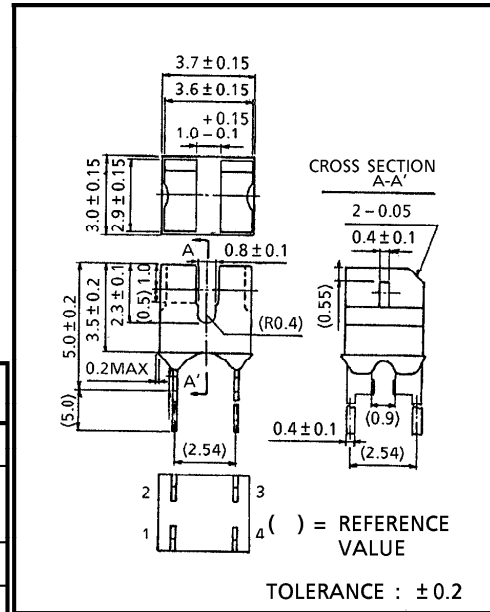 3.7 ± 0.15
3.6 ± 0.15
+ 0.15
1.0 – 0.1
3.0 ± 0.15
2.9 ± 0.15
CROSS SECTION
A-A'
2 – 0.05
0.4 ± 0.1
A
0.8 ± 0.1
5.0 ± 0.2
3.5 ± 0.2
2.3 ± 0.1
(0.5) 1.0
(R0.4)
(0.55)
0.2MAX
A'
(5.0)
(2.54)
0.4 ± 0.1
(0.9)
(2.54)
2 3
1 4
( ) = REFERENCE
VALUE
TOLERANCE : ±0.2